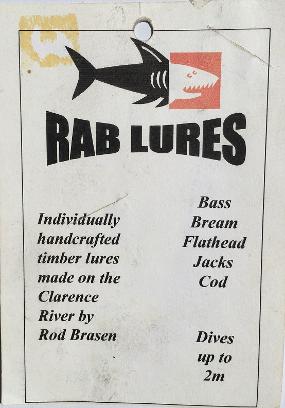 RAB LURES
Individually
handcrafted
timber lures
made on the
Clarence
River by
Rod Brasen
Bass
Bream
Flathead
Jacks
Cod
Dives
up to
2m